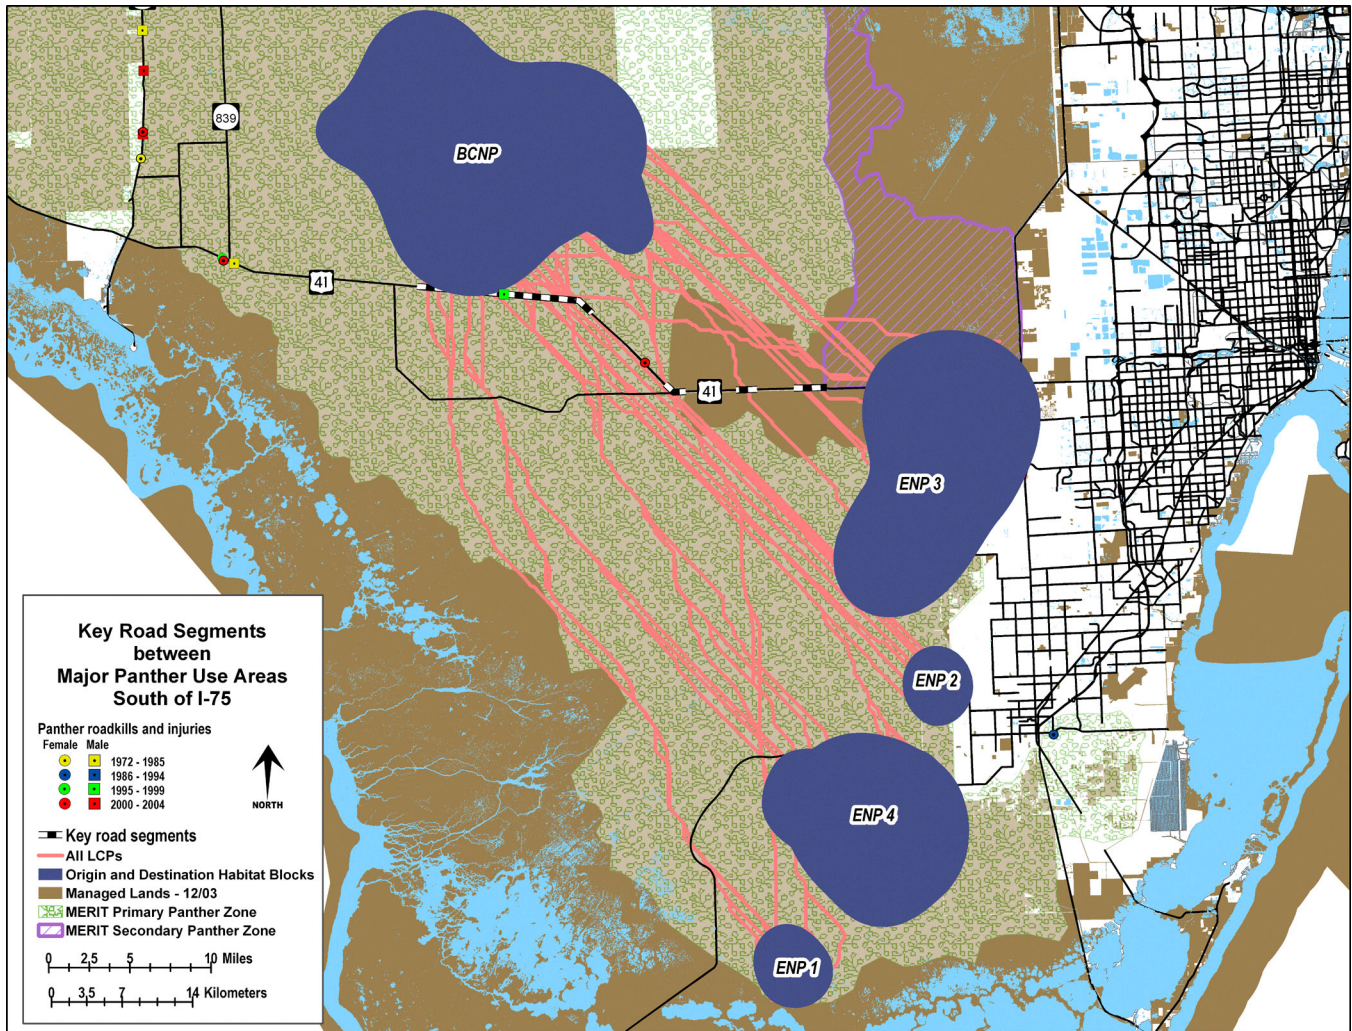 839
BCNP
41
41
ENP 3
ENP 2
ENP 4
ENP 1
Key Road Segments
between
Major Panther Use Areas
South of I-75
Panther roadkills and injuries
Female Male
1972 - 1985
1986 - 1994
1995 - 1999
2000 - 2004
NORTH
Key road segments
All LCPs
Origin and Destination Habitat Blocks
Managed Lands - 12/03
MERIT Primary Panther Zone
MERIT Secondary Panther Zone
0 2.5 5 10 Miles
0 3.5 7 14 Kilometers